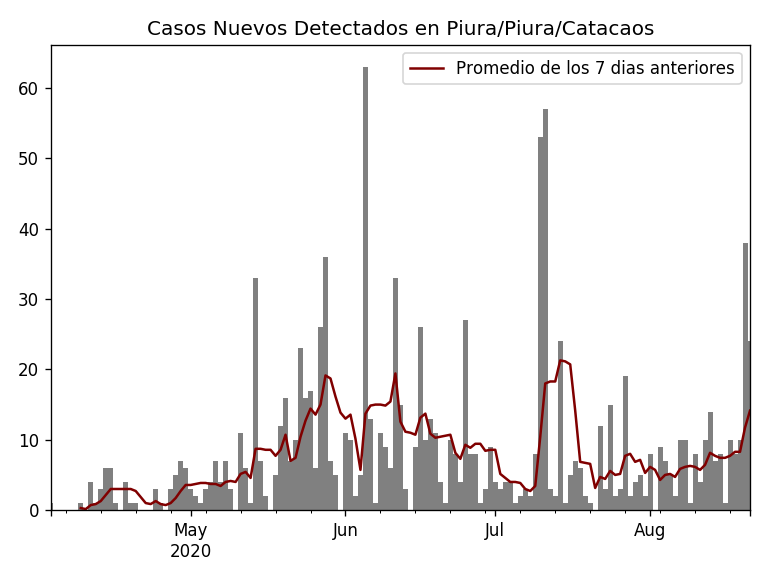 Casos Nuevos Detectados en Piura/Piura/Catacaos
Promedio de los 7 dias anteriores
60
50
40
30
20
10
0
May
2020
Jun
Jul
Aug